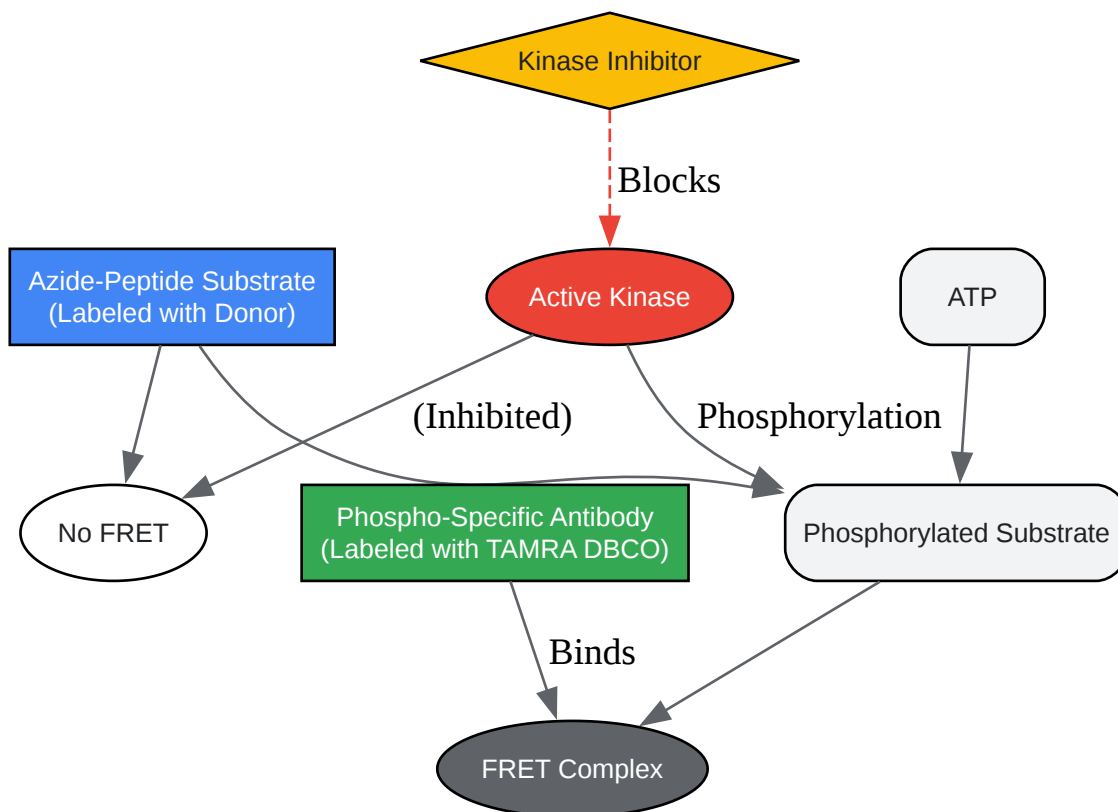 Kinase Inhibitor
Blocks
Azide-Peptide Substrate
(Labeled with Donor)
Active Kinase
ATP
(Inhibited)
Phosphorylation
No FRET
Phospho-Specific Antibody
(Labeled with TAMRA DBCO)
Phosphorylated Substrate
Binds
FRET Complex